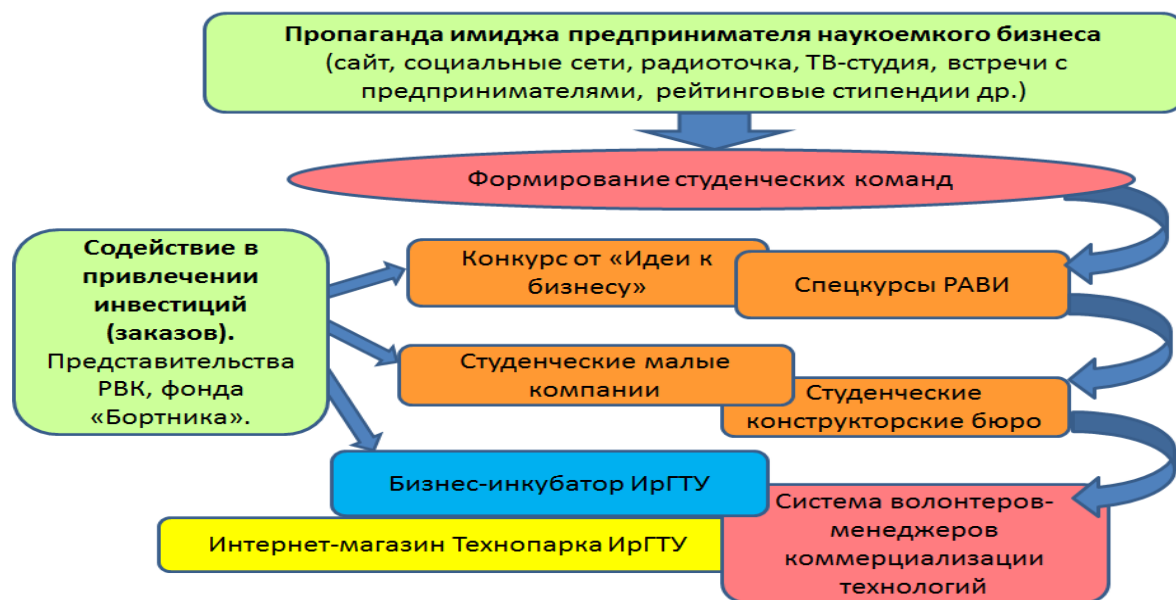 Пропаганда имиджа предпринимателя наукоемкого бизнеса
(сайт, социальные сети, радиоточка, ТВ-студия, встречи с
предпринимателями, рейтинговые стипендии др.)
Формирование студенческих команд
Содействие в
привлечении
инвестиций
(заказов).
Представительства
РВК, фонда
«Бортника».
Конкурс от «Идеи к
бизнесу»
Спецкурсы РАВИ
Студенческие малые
компании
Студенческие
конструкторские бюро
Бизнес-инкубатор ИрГТУ
Интернет-магазин Технопарка ИрГТУ
Система волонтеров-
менеджеров
коммерциализации
технологий